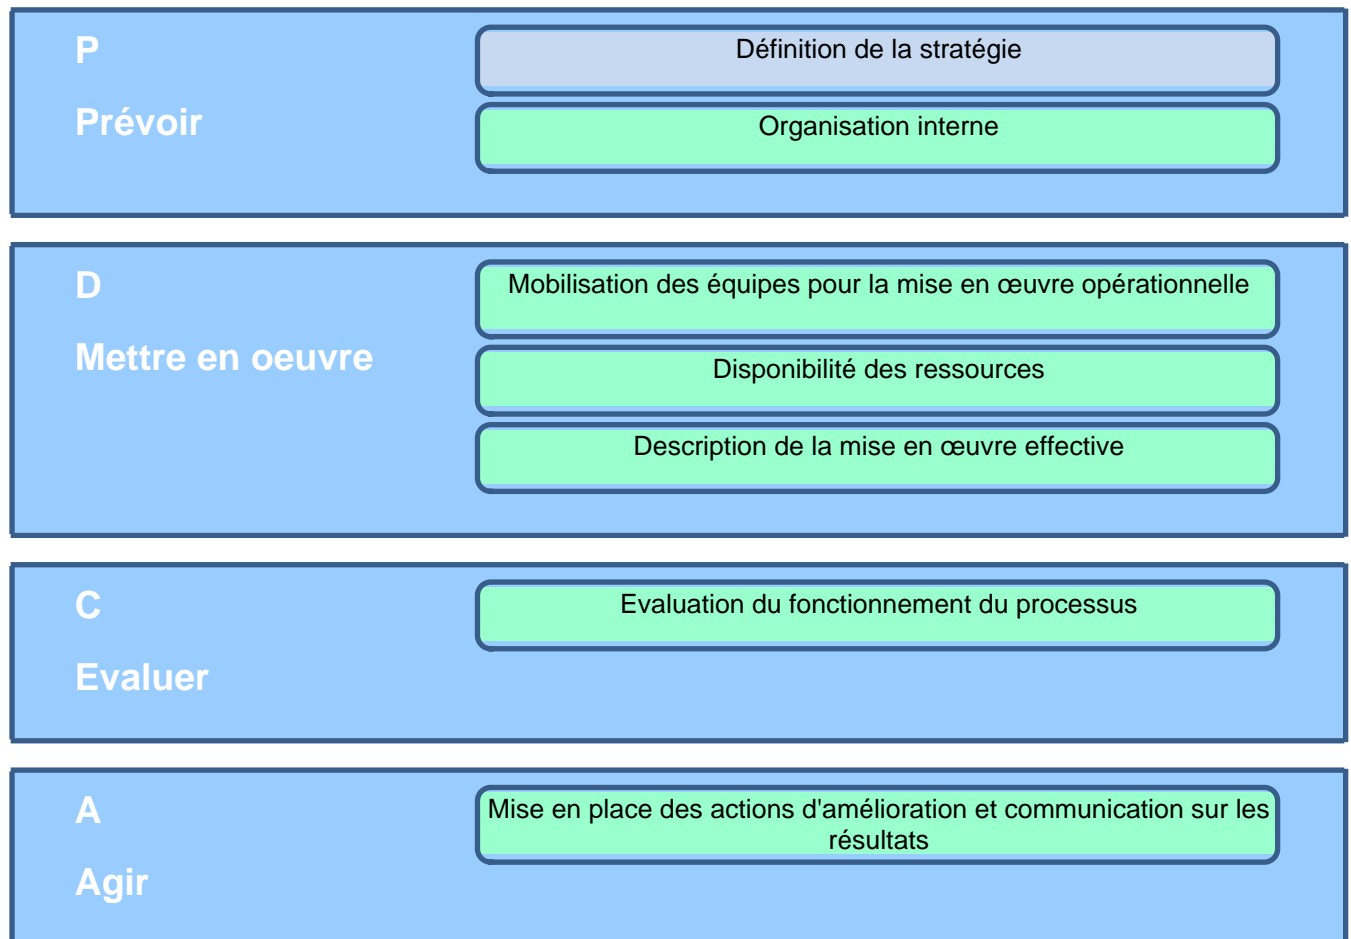 P
Prévoir
Définition de la stratégie
Organisation interne
D
Mettre en oeuvre
Mobilisation des équipes pour la mise en œuvre opérationnelle
Disponibilité des ressources
Description de la mise en œuvre effective
C
Evaluer
Evaluation du fonctionnement du processus
A
Agir
Mise en place des actions d'amélioration et communication sur les
résultats